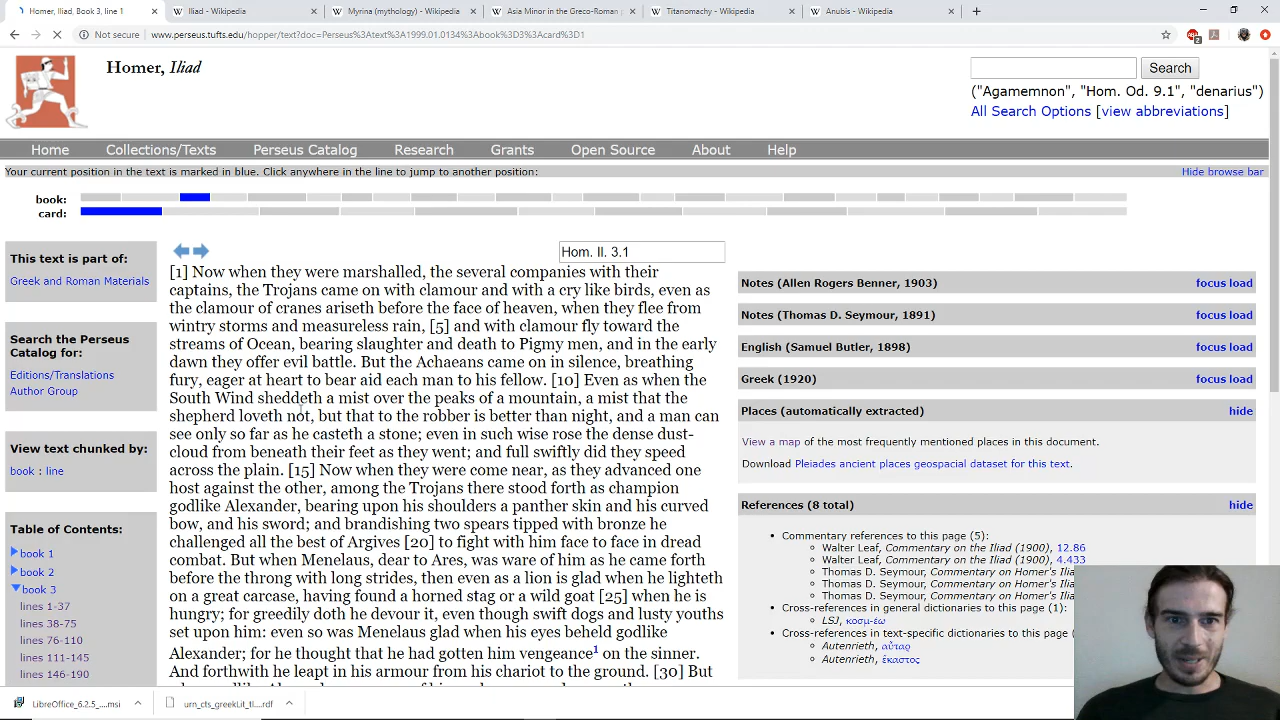 Homer, Iliad, Book 3, line 1
Iliad - Wikipedia
Myrina (mythology) - Wikipedia
Asia Minor in the Greco-Roman
Titanomachy - Wikipedia
Anubis - Wikipedia
Not secure www.perseus.tufts.edu/hopper/text?doc=Perseus%3Atext%3A1999.01.0134%3Abook%3D3%3Acard%3D1
Homer, Iliad
Search
("Agamemnon", "Hom. Od. 9.1", "denarius")
All Search Options [view abbreviations]
Home Collections/Texts Perseus Catalog Research Grants Open Source About Help
Your current position in the text is marked in blue. Click anywhere in the line to jump to another position:
Hide browse bar
book:
card:
This text is part of:
Greek and Roman Materials
Search the Perseus
Catalog for:
Editions/Translations
Author Group
View text chunked by:
book : line
Table of Contents:
book 1
book 2
book 3
lines 1-37
lines 38-75
lines 76-110
lines 111-145
lines 146-190
Hom. Il. 3.1
[1] Now when they were marshalled, the several companies with their
captains, the Trojans came on with clamour and with a cry like birds, even as
the clamour of cranes ariseth before the face of heaven, when they flee from
wintry storms and measureless rain, [5] and with clamour fly toward the
streams of Ocean, bearing slaughter and death to Pigmy men, and in the early
dawn they offer evil battle. But the Achaeans came on in silence, breathing
fury, eager at heart to bear aid each man to his fellow. [10] Even as when the
South Wind sheddeth a mist over the peaks of a mountain, a mist that the
shepherd loveth not, but that to the robber is better than night, and a man can
see only so far as he casteth a stone; even in such wise rose the dense dust-
cloud from beneath their feet as they went; and full swiftly did they speed
across the plain. [15] Now when they were come near, as they advanced one
host against the other, among the Trojans there stood forth as champion
godlike Alexander, bearing upon his shoulders a panther skin and his curved
bow, and his sword; and brandishing two spears tipped with bronze he
challenged all the best of Argives [20] to fight with him face to face in dread
combat. But when Menelaus, dear to Ares, was ware of him as he came forth
before the throng with long strides, then even as a lion is glad when he lighteth
on a great carcase, having found a horned stag or a wild goat [25] when he is
hungry; for greedily doth he devour it, even though swift dogs and lusty youths
set upon him: even so was Menelaus glad when his eyes beheld godlike
Alexander; for he thought that he had gotten him vengeance1 on the sinner.
And forthwith he leapt in his armour from his chariot to the ground. [30] But
Notes (Allen Rogers Benner, 1903) focus load
Notes (Thomas D. Seymour, 1891) focus load
English (Samuel Butler, 1898) focus load
Greek (1920) focus load
Places (automatically extracted) hide
View a map of the most frequently mentioned places in this document.
Download Pleiades ancient places geospacial dataset for this text.
References (8 total) hide
Commentary references to this page (5):
Walter Leaf, Commentary on the Iliad (1900), 12.86
Walter Leaf, Commentary on the Iliad (1900), 4.433
Thomas D. Seymour, Commentary on Homer's Ili
Thomas D. Seymour, Commentary on Homer's Ili
Thomas D. Seymour, Commentary on Homer's Ili
Cross-references in general dictionaries to this page (1):
LSJ, κοσμ-έω
Cross-references in text-specific dictionaries to this page
Autenrieth, αὐτάρ
Autenrieth, ἕκαστος
LibreOffice_6.2.5_....msi
urn_cts_greekLit_tl....rdf